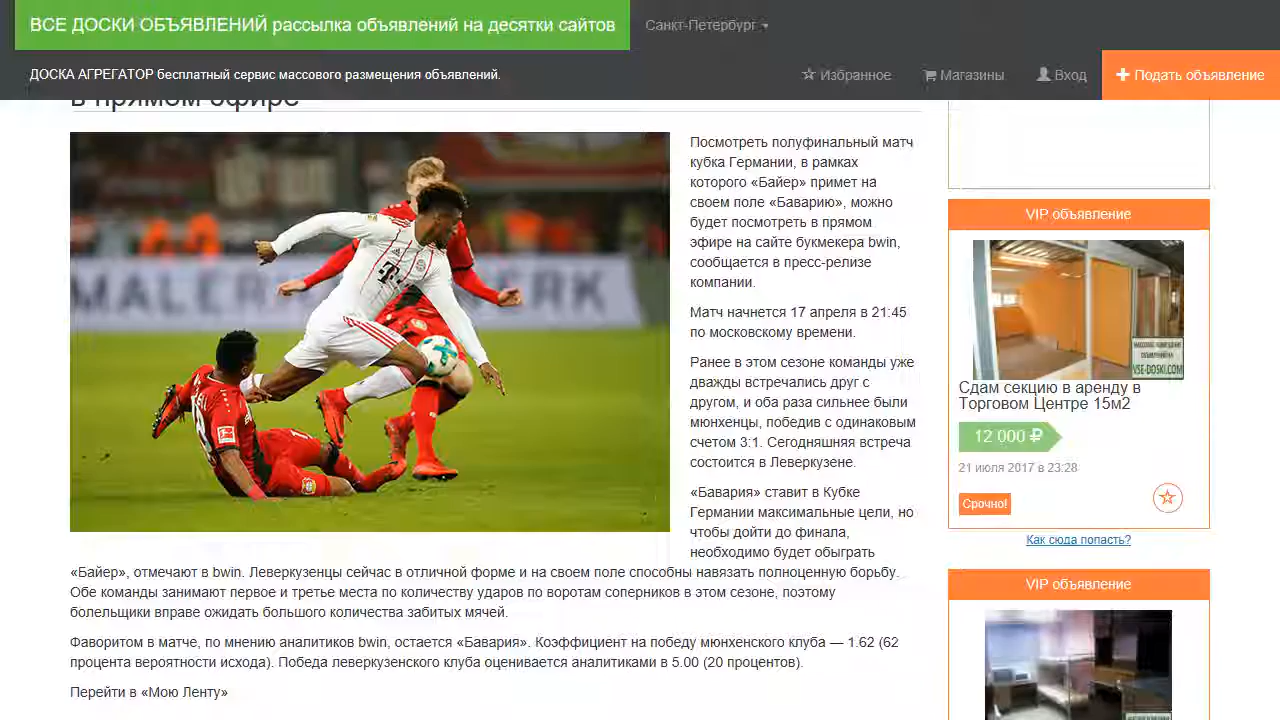 ВСЕ ДОСКИ ОБЪЯВЛЕНИЙ рассылка объявлений на десятки сайтов
Санкт-Петербург
ДОСКА АГРЕГАТОР бесплатный сервис массового размещения объявлений.
Избранное
Магазины
Вход
Подать объявление
в прямом эфире
MALER
ERK
Посмотреть полуфинальный матч
кубка Германии, в рамках
которого «Байер» примет на
своем поле «Баварию», можно
будет посмотреть в прямом
эфире на сайте букмекера bwin,
сообщается в пресс-релизе
компании.
Матч начнется 17 апреля в 21:45
по московскому времени.
Ранее в этом сезоне команды уже
дважды встречались друг с
другом, и оба раза сильнее были
мюнхенцы, победив с одинаковым
счетом 3:1. Сегодняшняя встреча
состоится в Леверкузене.
«Бавария» ставит в Кубке
Германии максимальные цели, но
чтобы дойти до финала,
необходимо будет обыграть
«Байер», отмечают в bwin. Леверкузенцы сейчас в отличной форме и на своем поле способны навязать полноценную борьбу.
Обе команды занимают первое и третье места по количеству ударов по воротам соперников в этом сезоне, поэтому
болельщики вправе ожидать большого количества забитых мячей.
Фаворитом в матче, по мнению аналитиков bwin, остается «Бавария». Коэффициент на победу мюнхенского клуба — 1.62 (62
процента вероятности исхода). Победа леверкузенского клуба оценивается аналитиками в 5.00 (20 процентов).
Перейти в «Мою Ленту»
VIP объявление
VSE-DOSKI.COM
Сдам секцию в аренду в
Торговом Центре 15м2
12 000 ₽
21 июля 2017 в 23:28
Срочно!
Как сюда попасть?
VIP объявление